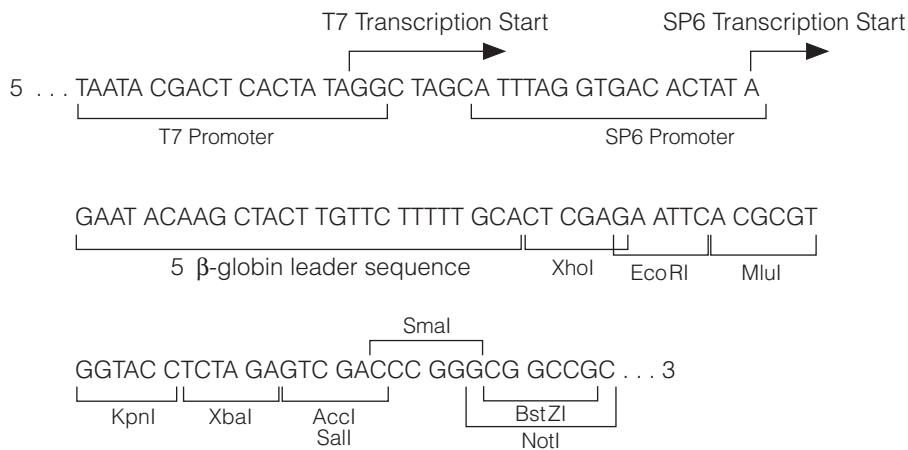 T7 Transcription Start SP6 Transcription Start
5 . . . TAATA CGACT CACTA TAGGC TAGCA TTTAG GTGAC ACTAT A
T7 Promoter SP6 Promoter
GAAT ACAAG CTACT TGTTC TTTTT GCACT CGAGA ATTCA CGCGT
5 β-globin leader sequence XhoI EcoRI MluI
SmaI
GGTAC CTCTA GAGTC GACCC GGGCG GCCGC . . . 3
KpnI XbaI AccI BstZI
SalI NotI